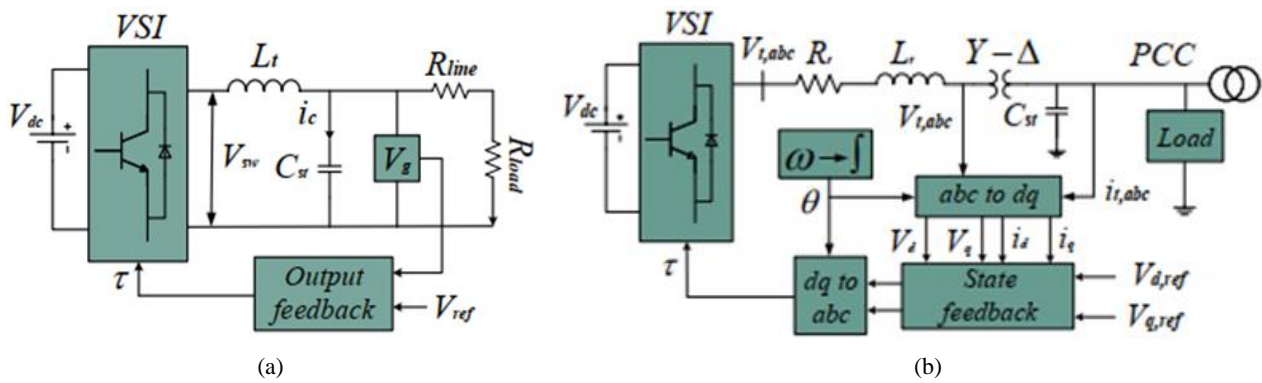 VSI
L_t
R_line
V_dc
+
-
V_sw
i_c
C_st
V_g
R_load
τ
Output
feedback
V_ref
(a)
VSI
V_t,abc
R_t
L_t
Y − Δ
PCC
V_dc
+
-
V_t,abc
C_st
Load
ω→∫
θ
abc to dq
i_t,abc
V_d
V_q
i_d
i_q
τ
dq to
abc
State
feedback
V_d,ref
V_q,ref
(b)